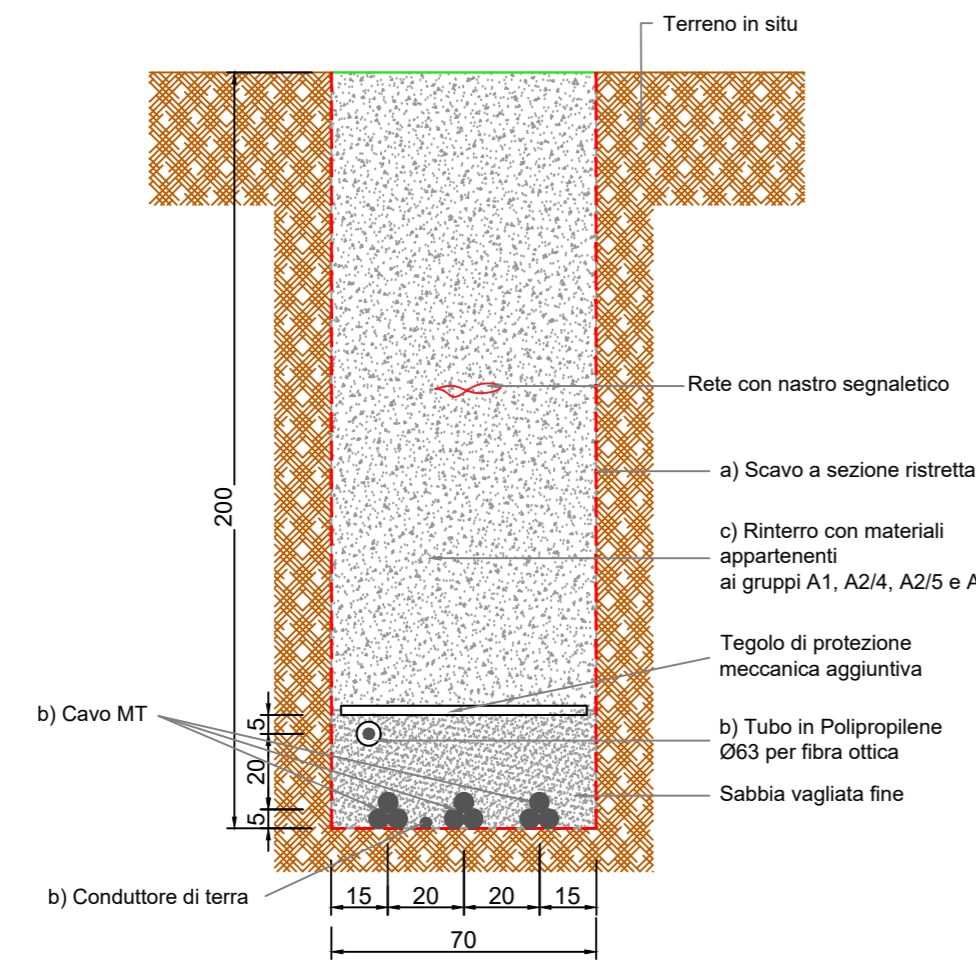 Terreno in situ
Rete con nastro segnaletico
a) Scavo a sezione ristretta
c) Rinterro con materiali
appartenenti
ai gruppi A1, A2/4, A2/5 e A
Tegolo di protezione
meccanica aggiuntiva
b) Tubo in Polipropilene
Ø63 per fibra ottica
Sabbia vagliata fine
200
b) Cavo MT
5
20
5
b) Conduttore di terra
15 20 20 15
70